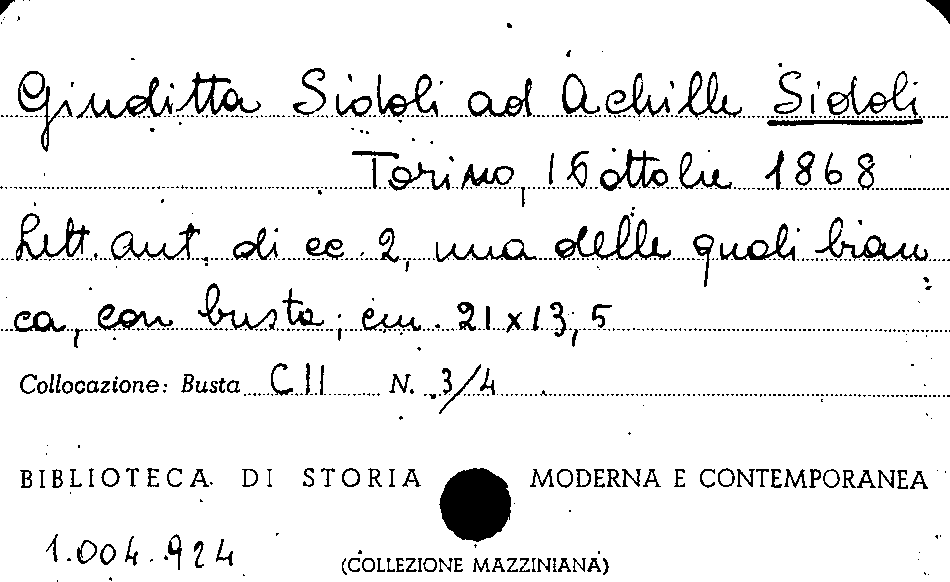 Giuditta Sidoli ad Achille Sidoli
Torino, 16 ottobre 1868
Lett. aut. di cc. 2, una delle quali bian
ca, con busta; cm. 21x13,5
Collocazione: Busta C II N. 3/4
BIBLIOTECA DI STORIA MODERNA E CONTEMPORANEA
1.004.924
(COLLEZIONE MAZZINIANA)